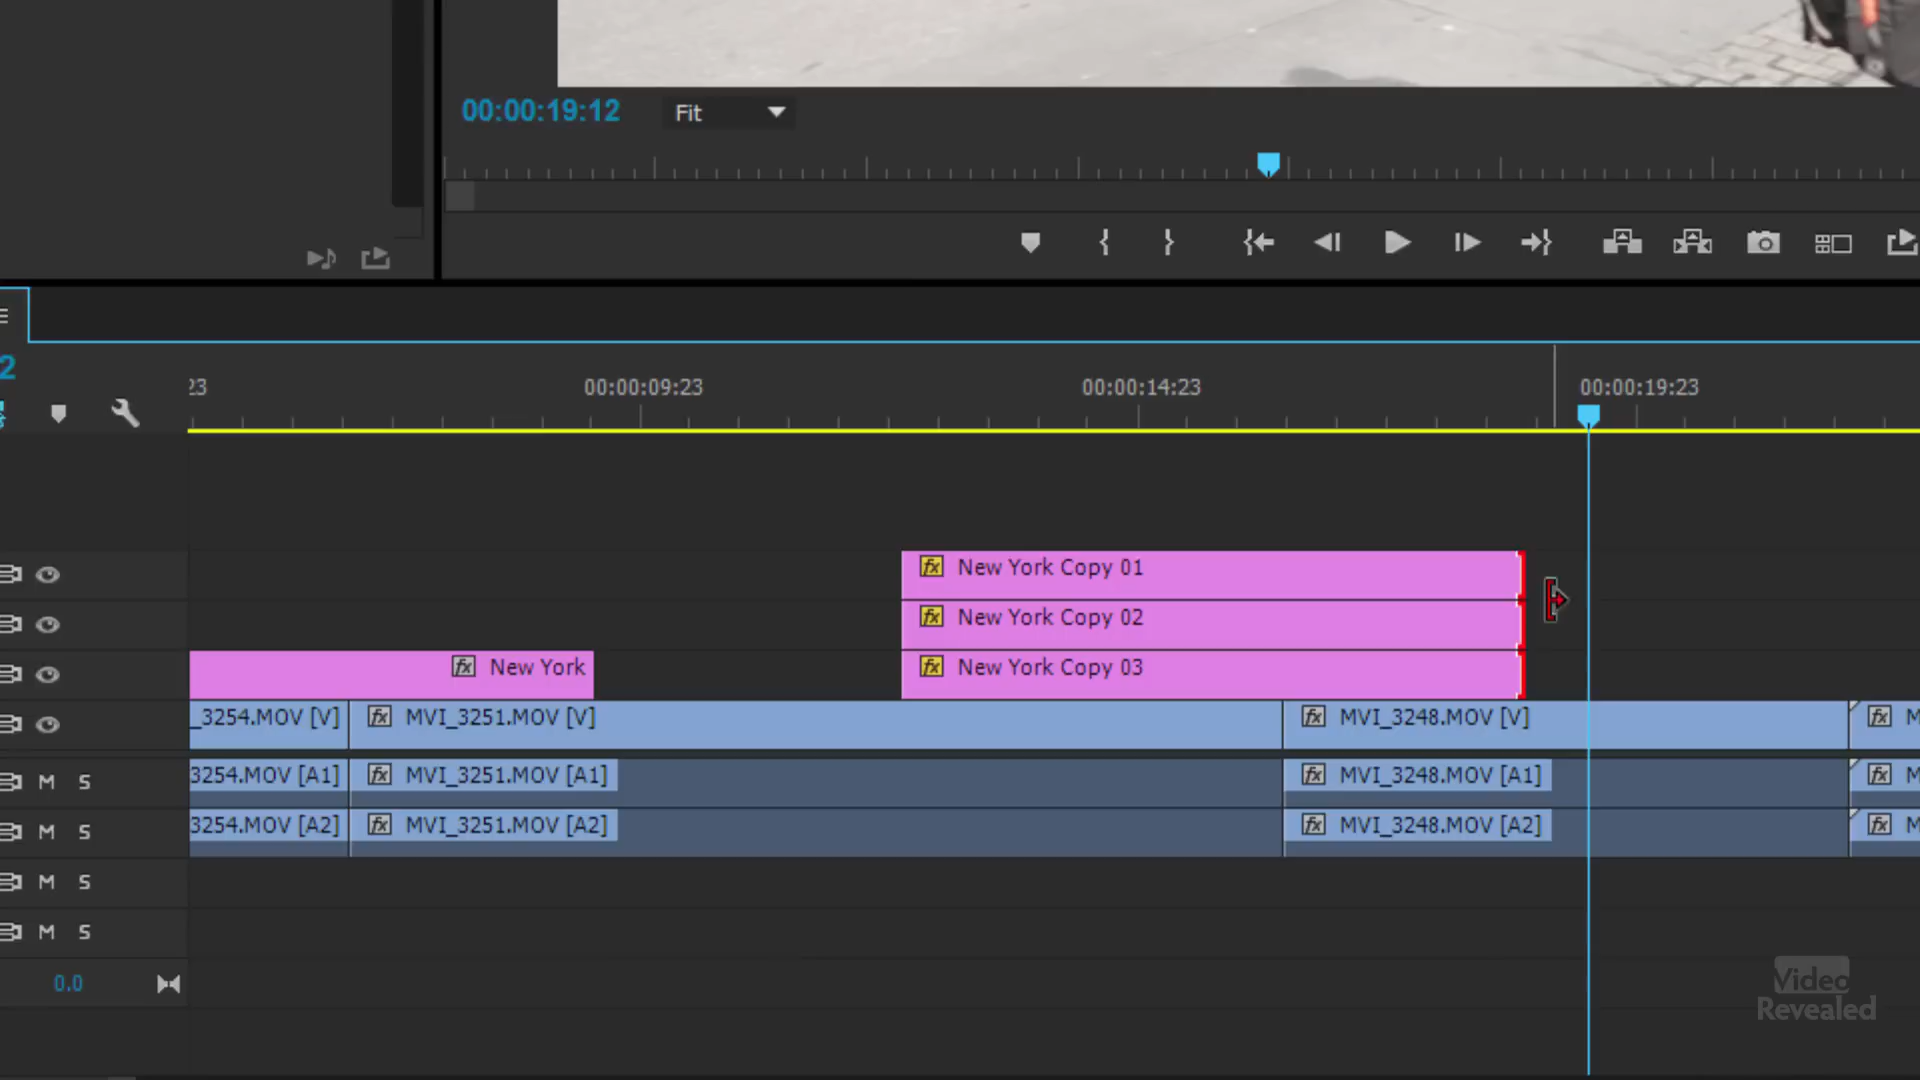 00:00:19:12 Fit
2
23 00:00:09:23 00:00:14:23 00:00:19:23
fx New York Copy 01
fx New York Copy 02
fx New York fx New York Copy 03
_3254.MOV [V] fx MVI_3251.MOV [V] fx MVI_3248.MOV [V] fx M
M S 3254.MOV [A1] fx MVI_3251.MOV [A1] fx MVI_3248.MOV [A1] fx M
M S 3254.MOV [A2] fx MVI_3251.MOV [A2] fx MVI_3248.MOV [A2] fx M
M S
M S
0.0
Video
Revealed